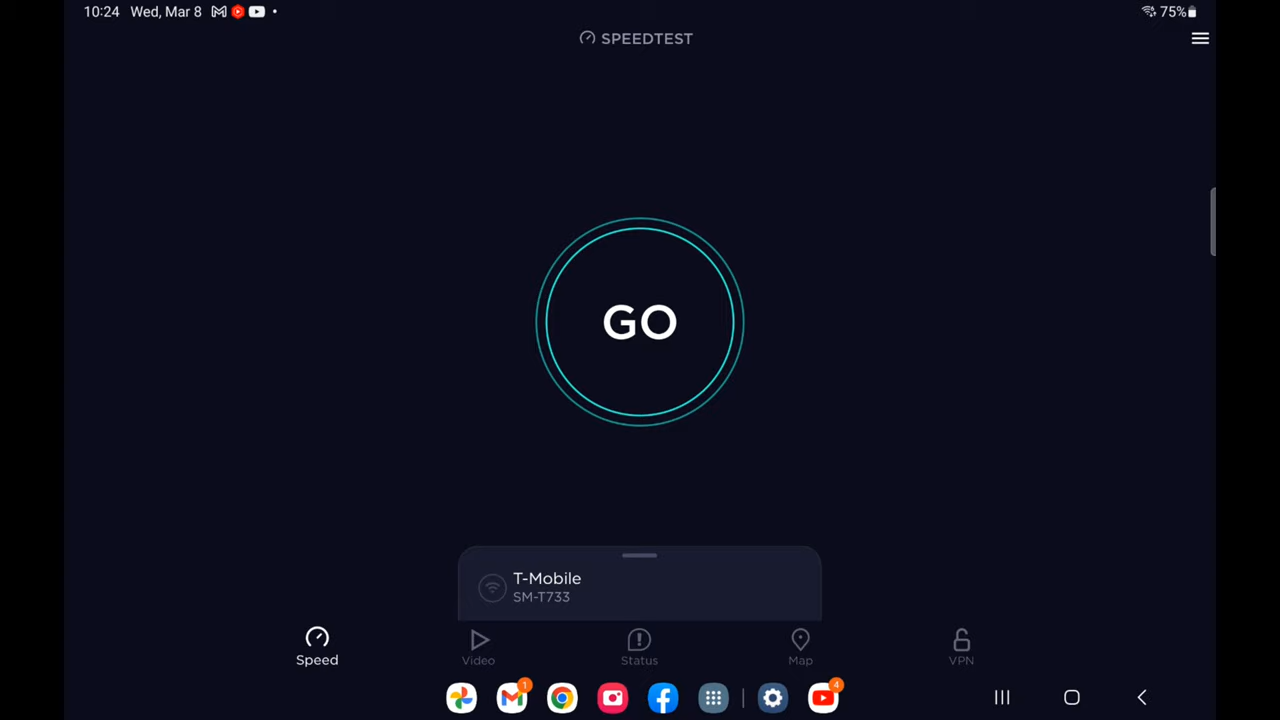 10:24 Wed, Mar 8 75%
SPEEDTEST
GO
T-Mobile
SM-T733
Speed Video Status Map VPN
1 4